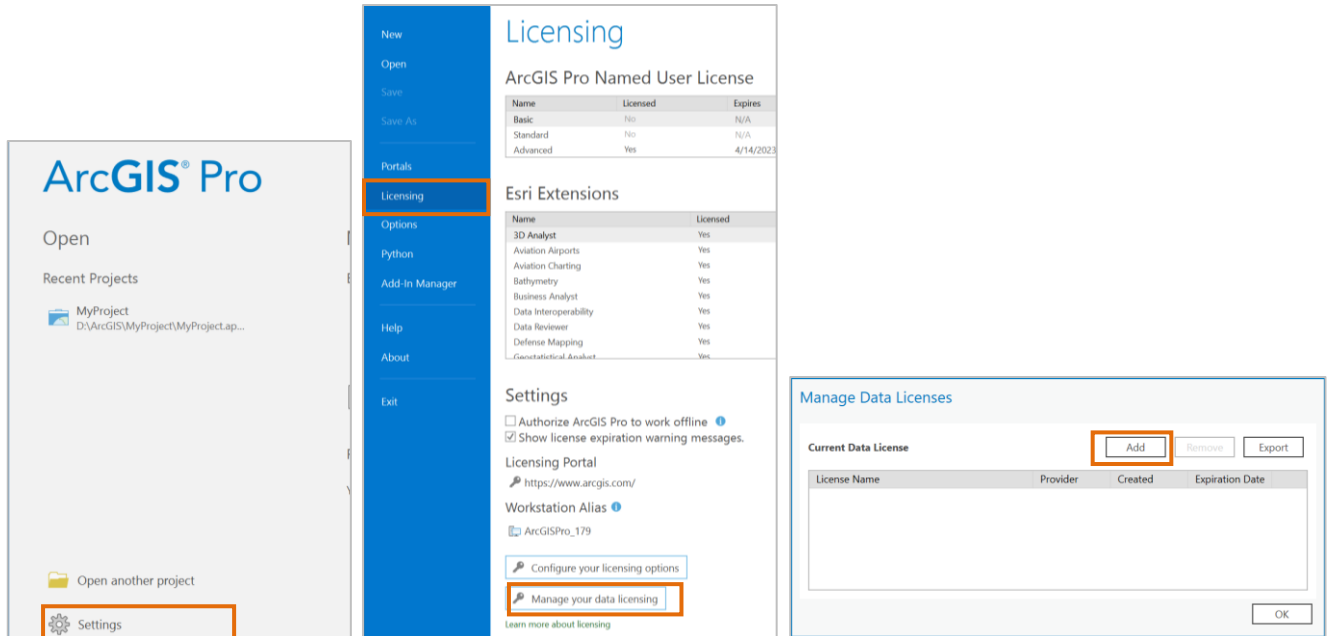 ArcGIS® Pro
Open
Recent Projects
MyProject
D:\ArcGIS\MyProject\MyProject.ap...
Open another project
Settings
New
Open
Save
Save As
Portals
Licensing
Options
Python
Add-In Manager
Help
About
Exit
Licensing
ArcGIS Pro Named User License
Name Licensed Expires
Basic No N/A
Standard No N/A
Advanced Yes 4/14/2023
Esri Extensions
Name Licensed
3D Analyst Yes
Aviation Airports Yes
Aviation Charting Yes
Bathymetry Yes
Business Analyst Yes
Data Interoperability Yes
Data Reviewer Yes
Defense Mapping Yes
Geostatistical Analyst Yes
Settings
Authorize ArcGIS Pro to work offline
Show license expiration warning messages.
Licensing Portal
https://www.arcgis.com/
Workstation Alias
ArcGISPro_179
Configure your licensing options
Manage your data licensing
Learn more about licensing
Manage Data Licenses
Current Data License Add Remove Export
License Name Provider Created Expiration Date
OK